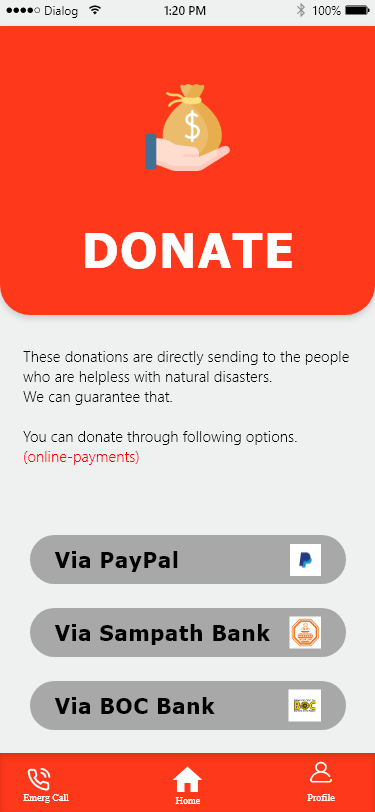 Dialog 1:20 PM 100%
$
DONATE
These donations are directly sending to the people
who are helpless with natural disasters.
We can guarantee that.
You can donate through following options.
(online-payments)
Via PayPal
Via Sampath Bank
Via BOC Bank
BOC
Emerg Call Home Profile